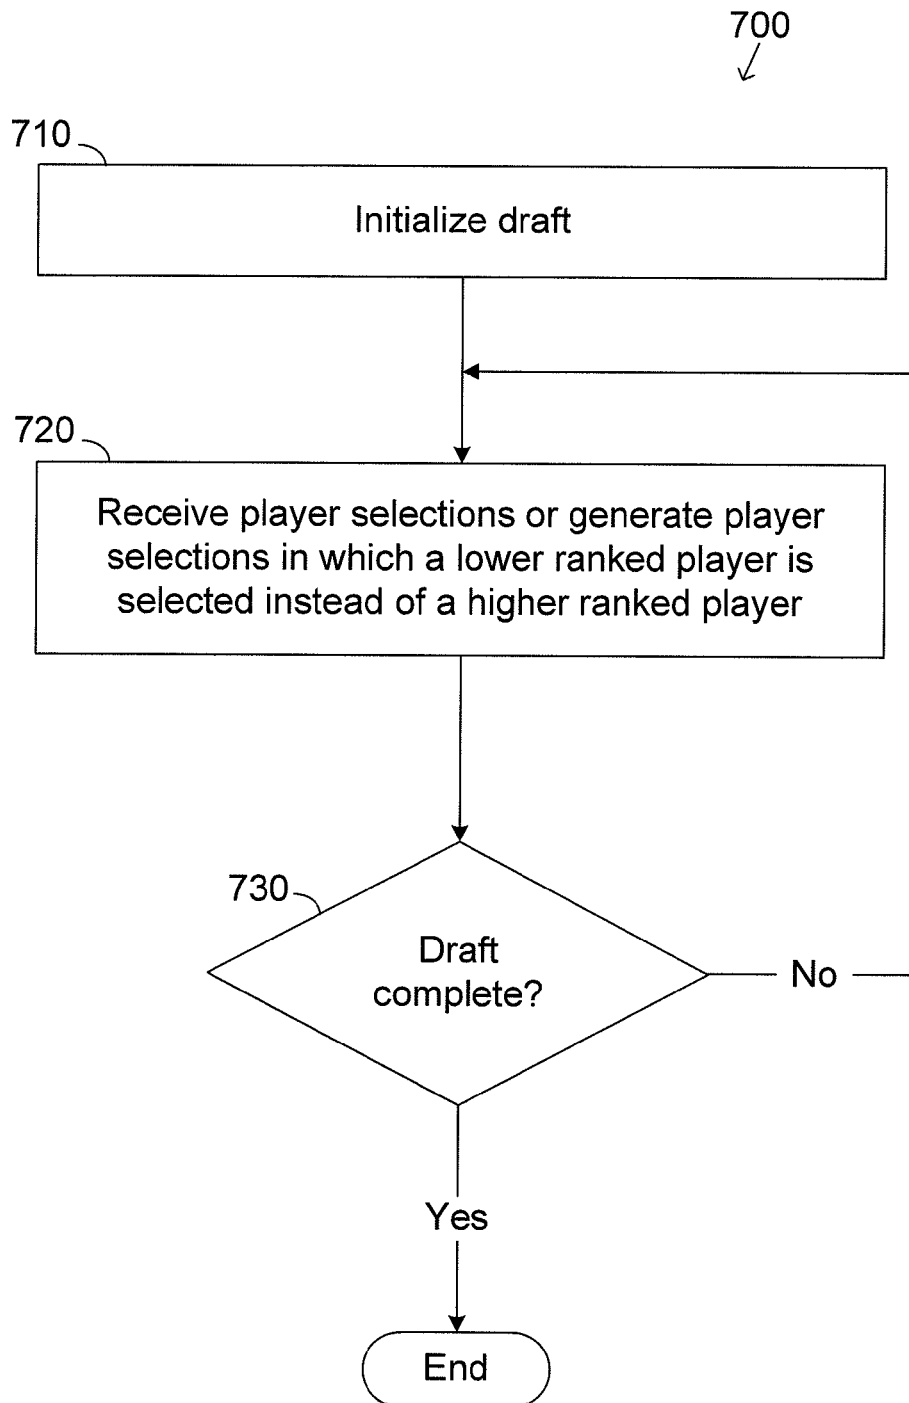 700
710
Initialize draft
720
Receive player selections or generate player
selections in which a lower ranked player is
selected instead of a higher ranked player
730
Draft
complete?
No
Yes
End